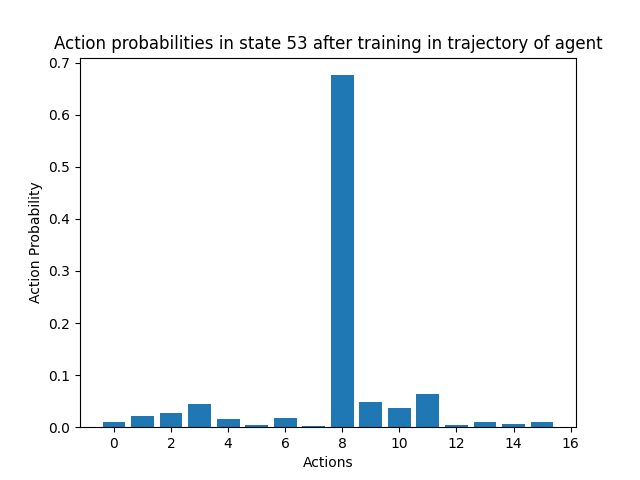 Action probabilities in state 53 after training in trajectory of agent
0.7
0.6
0.5
0.4
0.3
0.2
0.1
0.0
Action Probability
0 2 4 6 8 10 12 14 16
Actions